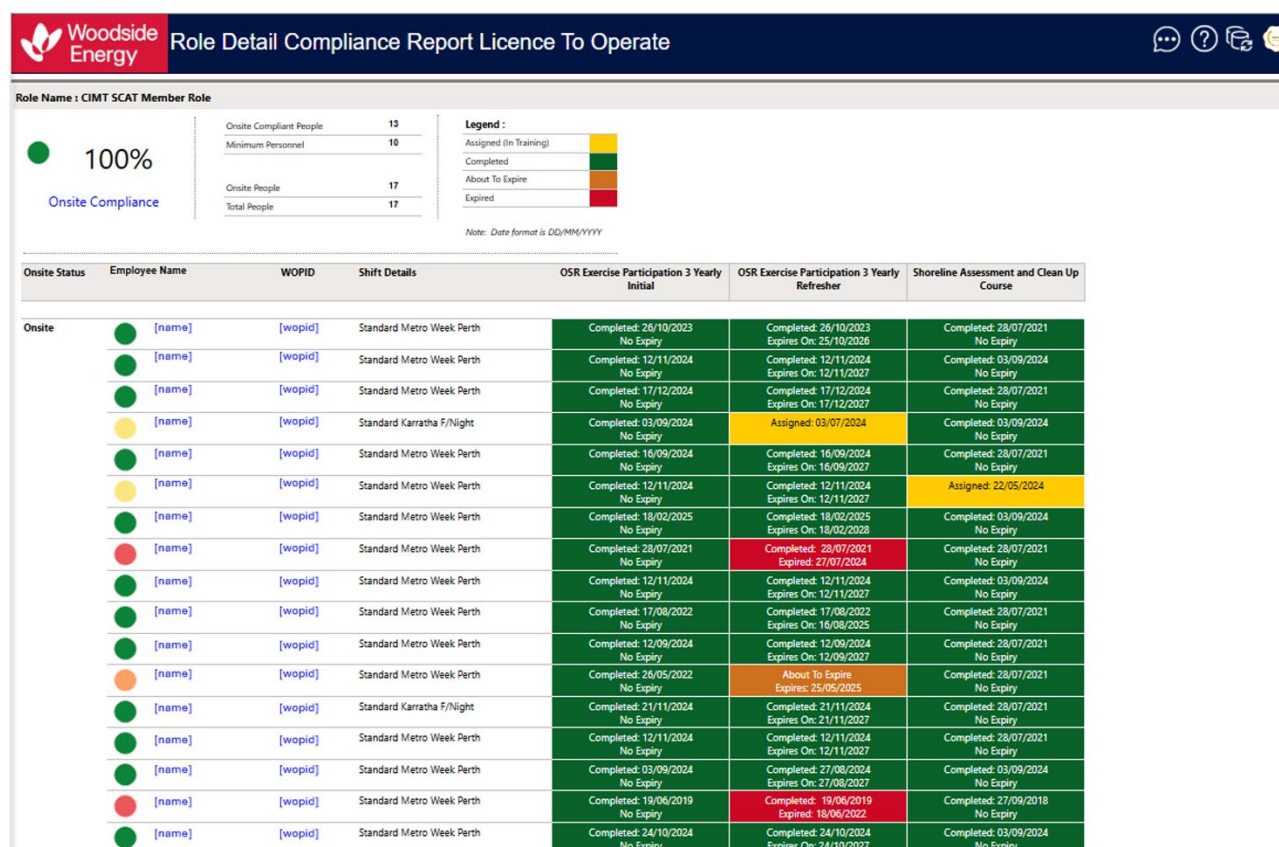 Woodside
Energy
Role Detail Compliance Report Licence To Operate
Role Name : CIMT SCAT Member Role
100%
Onsite Compliance
Onsite Compliant People 13
Minimum Personnel 10
Onsite People 17
Total People 17
Legend :
Assigned (In Training)
Completed
About To Expire
Expired
Note: Date format is DD/MM/YYYY
Onsite Status Employee Name WOPID Shift Details OSR Exercise Participation 3 Yearly OSR Exercise Participation 3 Yearly Shoreline Assessment and Clean Up
Initial Refresher Course
Onsite [name] [wopid] Standard Metro Week Perth Completed: 26/10/2023 Completed: 26/10/2023 Completed: 28/07/2021
No Expiry Expires On: 25/10/2026 No Expiry
[name] [wopid] Standard Metro Week Perth Completed: 12/11/2024 Completed: 12/11/2024 Completed: 03/09/2024
No Expiry Expires On: 12/11/2027 No Expiry
[name] [wopid] Standard Metro Week Perth Completed: 17/12/2024 Completed: 17/12/2024 Completed: 28/07/2021
No Expiry Expires On: 17/12/2027 No Expiry
[name] [wopid] Standard Karratha F/Night Completed: 03/09/2024 Assigned: 03/07/2024 Completed: 03/09/2024
No Expiry No Expiry
[name] [wopid] Standard Metro Week Perth Completed: 16/09/2024 Completed: 16/09/2024 Completed: 28/07/2021
No Expiry Expires On: 16/09/2027 No Expiry
[name] [wopid] Standard Metro Week Perth Completed: 12/11/2024 Completed: 12/11/2024 Assigned: 22/05/2024
No Expiry Expires On: 12/11/2027
[name] [wopid] Standard Metro Week Perth Completed: 18/02/2025 Completed: 18/02/2025 Completed: 03/09/2024
No Expiry Expires On: 18/02/2028 No Expiry
[name] [wopid] Standard Metro Week Perth Completed: 28/07/2021 Completed: 28/07/2021 Completed: 28/07/2021
No Expiry Expired: 27/07/2024 No Expiry
[name] [wopid] Standard Metro Week Perth Completed: 12/11/2024 Completed: 12/11/2024 Completed: 03/09/2024
No Expiry Expires On: 12/11/2027 No Expiry
[name] [wopid] Standard Metro Week Perth Completed: 17/08/2022 Completed: 17/08/2022 Completed: 28/07/2021
No Expiry Expires On: 16/08/2025 No Expiry
[name] [wopid] Standard Metro Week Perth Completed: 12/09/2024 Completed: 12/09/2024 Completed: 28/07/2021
No Expiry Expires On: 12/09/2027 No Expiry
[name] [wopid] Standard Metro Week Perth Completed: 26/05/2022 About To Expire Completed: 28/07/2021
No Expiry Expires: 25/05/2025 No Expiry
[name] [wopid] Standard Karratha F/Night Completed: 21/11/2024 Completed: 21/11/2024 Completed: 28/07/2021
No Expiry Expires On: 21/11/2027 No Expiry
[name] [wopid] Standard Metro Week Perth Completed: 12/11/2024 Completed: 12/11/2024 Completed: 28/07/2021
No Expiry Expires On: 12/11/2027 No Expiry
[name] [wopid] Standard Metro Week Perth Completed: 03/09/2024 Completed: 27/08/2024 Completed: 03/09/2024
No Expiry Expires On: 27/08/2027 No Expiry
[name] [wopid] Standard Metro Week Perth Completed: 19/06/2019 Completed: 19/06/2019 Completed: 27/09/2018
No Expiry Expired: 18/06/2022 No Expiry
[name] [wopid] Standard Metro Week Perth Completed: 24/10/2024 Completed: 24/10/2024 Completed: 03/09/2024
No Expiry Expires On: 24/10/2027 No Expiry